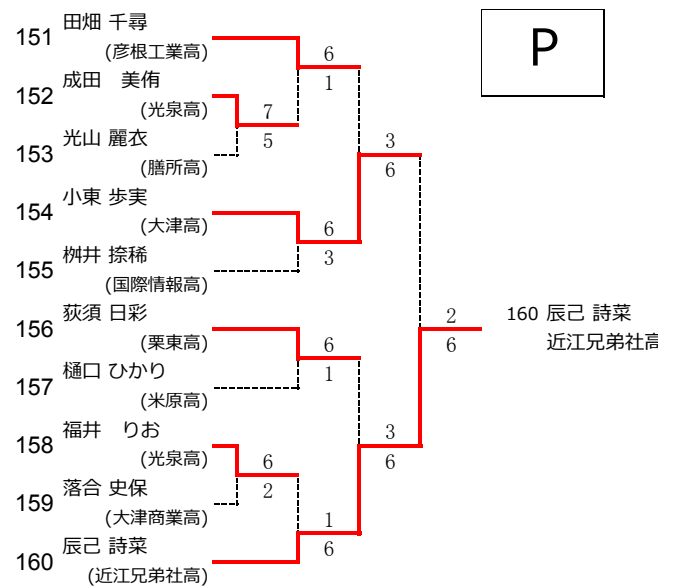 P
151 田畑 千尋
(彦根工業高)
6
1
152 成田　美侑
(光泉高)
7
5
153 光山 麗衣
(膳所高)
3
6
154 小東 歩実
(大津高)
6
3
155 桝井 捺稀
(国際情報高)
156 荻須 日彩
(栗東高)
2
6
160 辰己 詩菜
近江兄弟社高
6
1
157 樋口 ひかり
(米原高)
158 福井　りお
(光泉高)
3
6
6
2
159 落合 史保
(大津商業高)
1
6
160 辰己 詩菜
(近江兄弟社高)